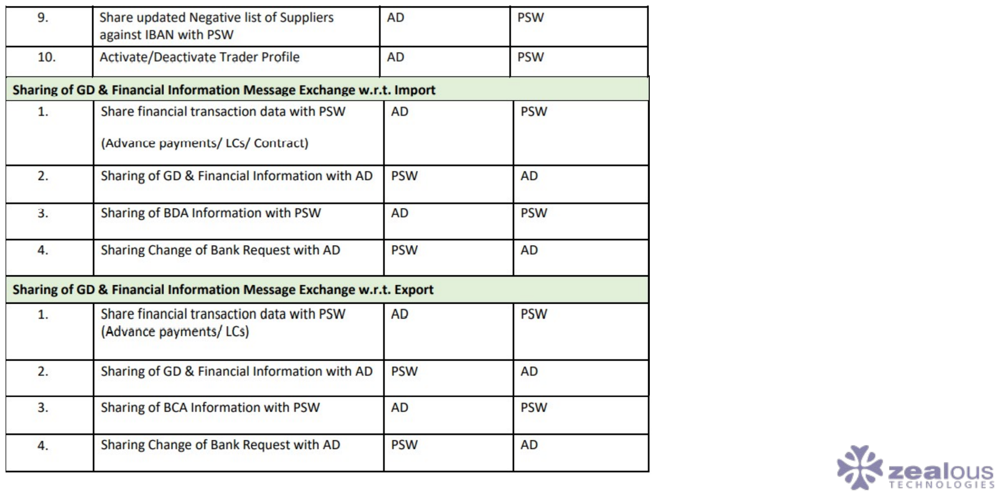 9. Share updated Negative list of Suppliers AD PSW
against IBAN with PSW
10. Activate/Deactivate Trader Profile AD PSW
Sharing of GD & Financial Information Message Exchange w.r.t. Import
1. Share financial transaction data with PSW AD PSW
(Advance payments/ LCs/ Contract)
2. Sharing of GD & Financial Information with AD PSW AD
3. Sharing of BDA Information with PSW AD PSW
4. Sharing Change of Bank Request with AD PSW AD
Sharing of GD & Financial Information Message Exchange w.r.t. Export
1. Share financial transaction data with PSW AD PSW
(Advance payments/ LCs)
2. Sharing of GD & Financial Information with AD PSW AD
3. Sharing of BCA Information with PSW AD PSW
4. Sharing Change of Bank Request with AD PSW AD
zealous
TECHNOLOGIES